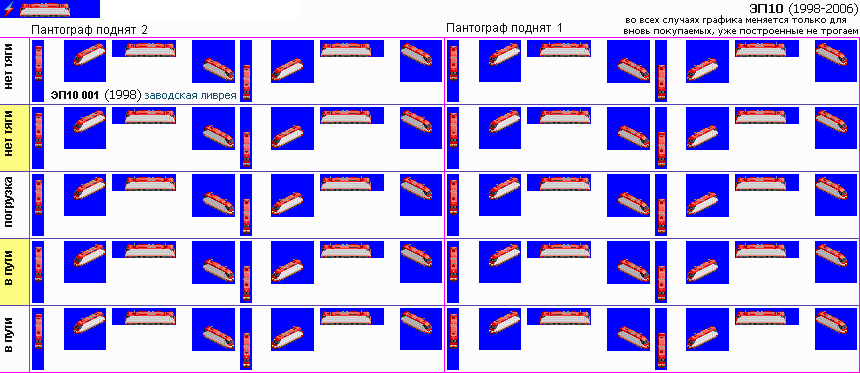 ЭП10 (1998-2006)
во всех случаях графика меняется только для
вновь покупаемых, уже построенные не трогаем
Пантограф поднят 2
Пантограф поднят 1
нет тяги
ЭП10 001 (1998) заводская ливрея
нет тяги
погрузка
в пути
в пути